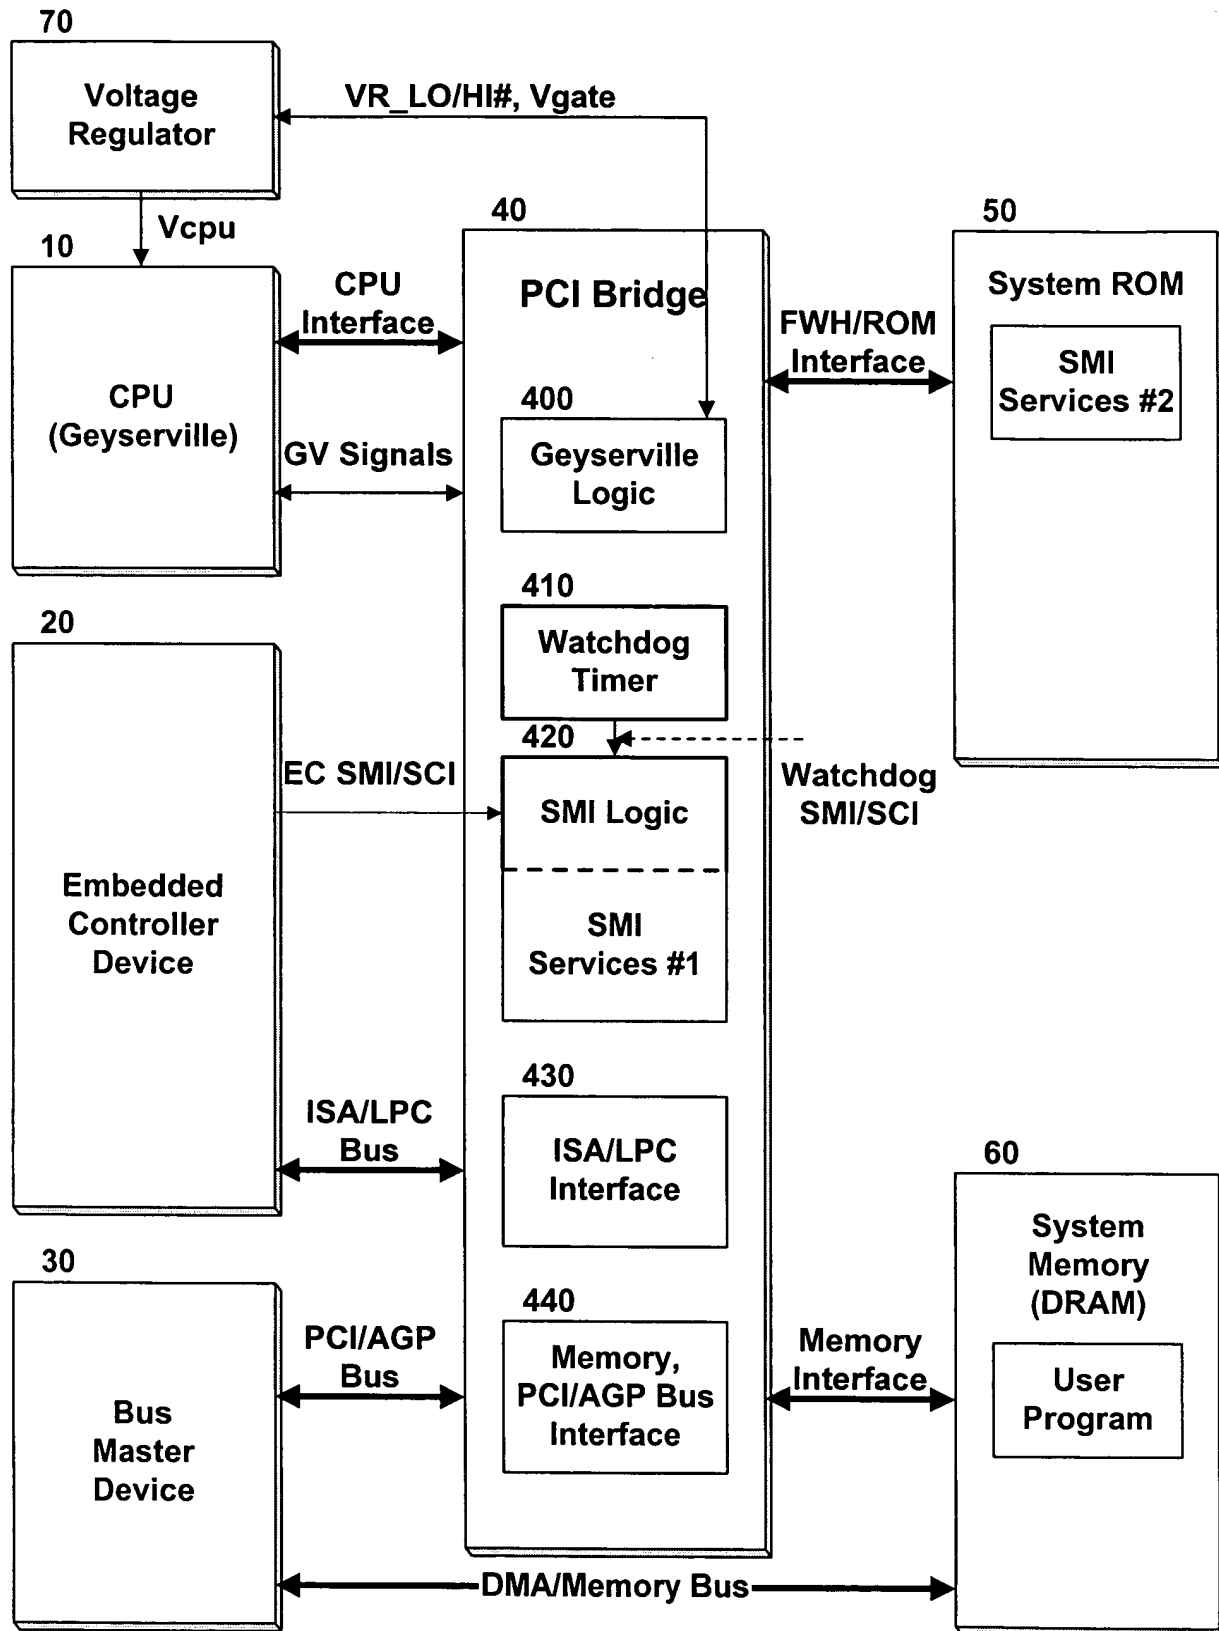 70
Voltage
Regulator
VR_LO/HI#, Vgate
Vcpu
10
CPU
(Geyserville)
CPU
Interface
GV Signals
40
PCI Bridge
400
Geyserville
Logic
410
Watchdog
Timer
420
SMI Logic
SMI
Services #1
430
ISA/LPC
Interface
440
Memory,
PCI/AGP Bus
Interface
FWH/ROM
Interface
50
System ROM
SMI
Services #2
Watchdog
SMI/SCI
20
Embedded
Controller
Device
EC SMI/SCI
ISA/LPC
Bus
30
Bus
Master
Device
PCI/AGP
Bus
Memory
Interface
60
System
Memory
(DRAM)
User
Program
DMA/Memory Bus